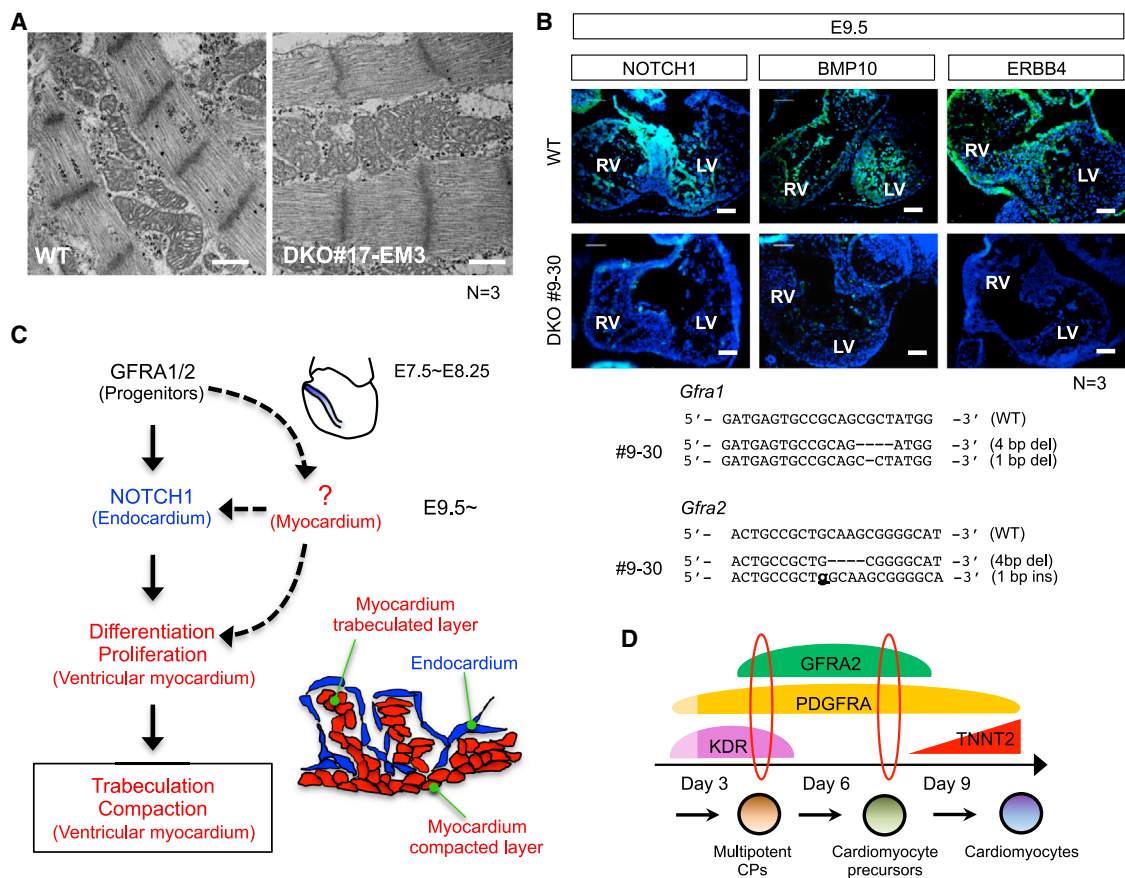 A
WT
DKO#17-EM3
N=3
B
E9.5
NOTCH1
BMP10
ERBB4
WT
RV
LV
RV
LV
RV
LV
DKO #9-30
RV
LV
RV
LV
RV
LV
N=3
Gfra1
5’- GATGAGTGCCGCAGCGCTATGG -3’ (WT)
#9-30
5’- GATGAGTGCCGCAG----ATGG -3’ (4 bp del)
5’- GATGAGTGCCGCAGC-CTATGG -3’ (1 bp del)
Gfra2
5’- ACTGCCGCTGCAAGCGGGGCAT -3’ (WT)
#9-30
5’- ACTGCCGCTG----CGGGGCAT -3’ (4bp del)
5’- ACTGCCGCTgGCAAGCGGGGCA -3’ (1 bp ins)
C
GFRA1/2
(Progenitors)
E7.5~E8.25
NOTCH1
(Endocardium)
?
(Myocardium)
E9.5~
Differentiation
Proliferation
(Ventricular myocardium)
Trabeculation
Compaction
(Ventricular myocardium)
Myocardium
trabeculated layer
Endocardium
Myocardium
compacted layer
D
GFRA2
PDGFRA
KDR
TNNT2
Day 3
Day 6
Day 9
Multipotent
CPs
Cardiomyocyte
precursors
Cardiomyocytes